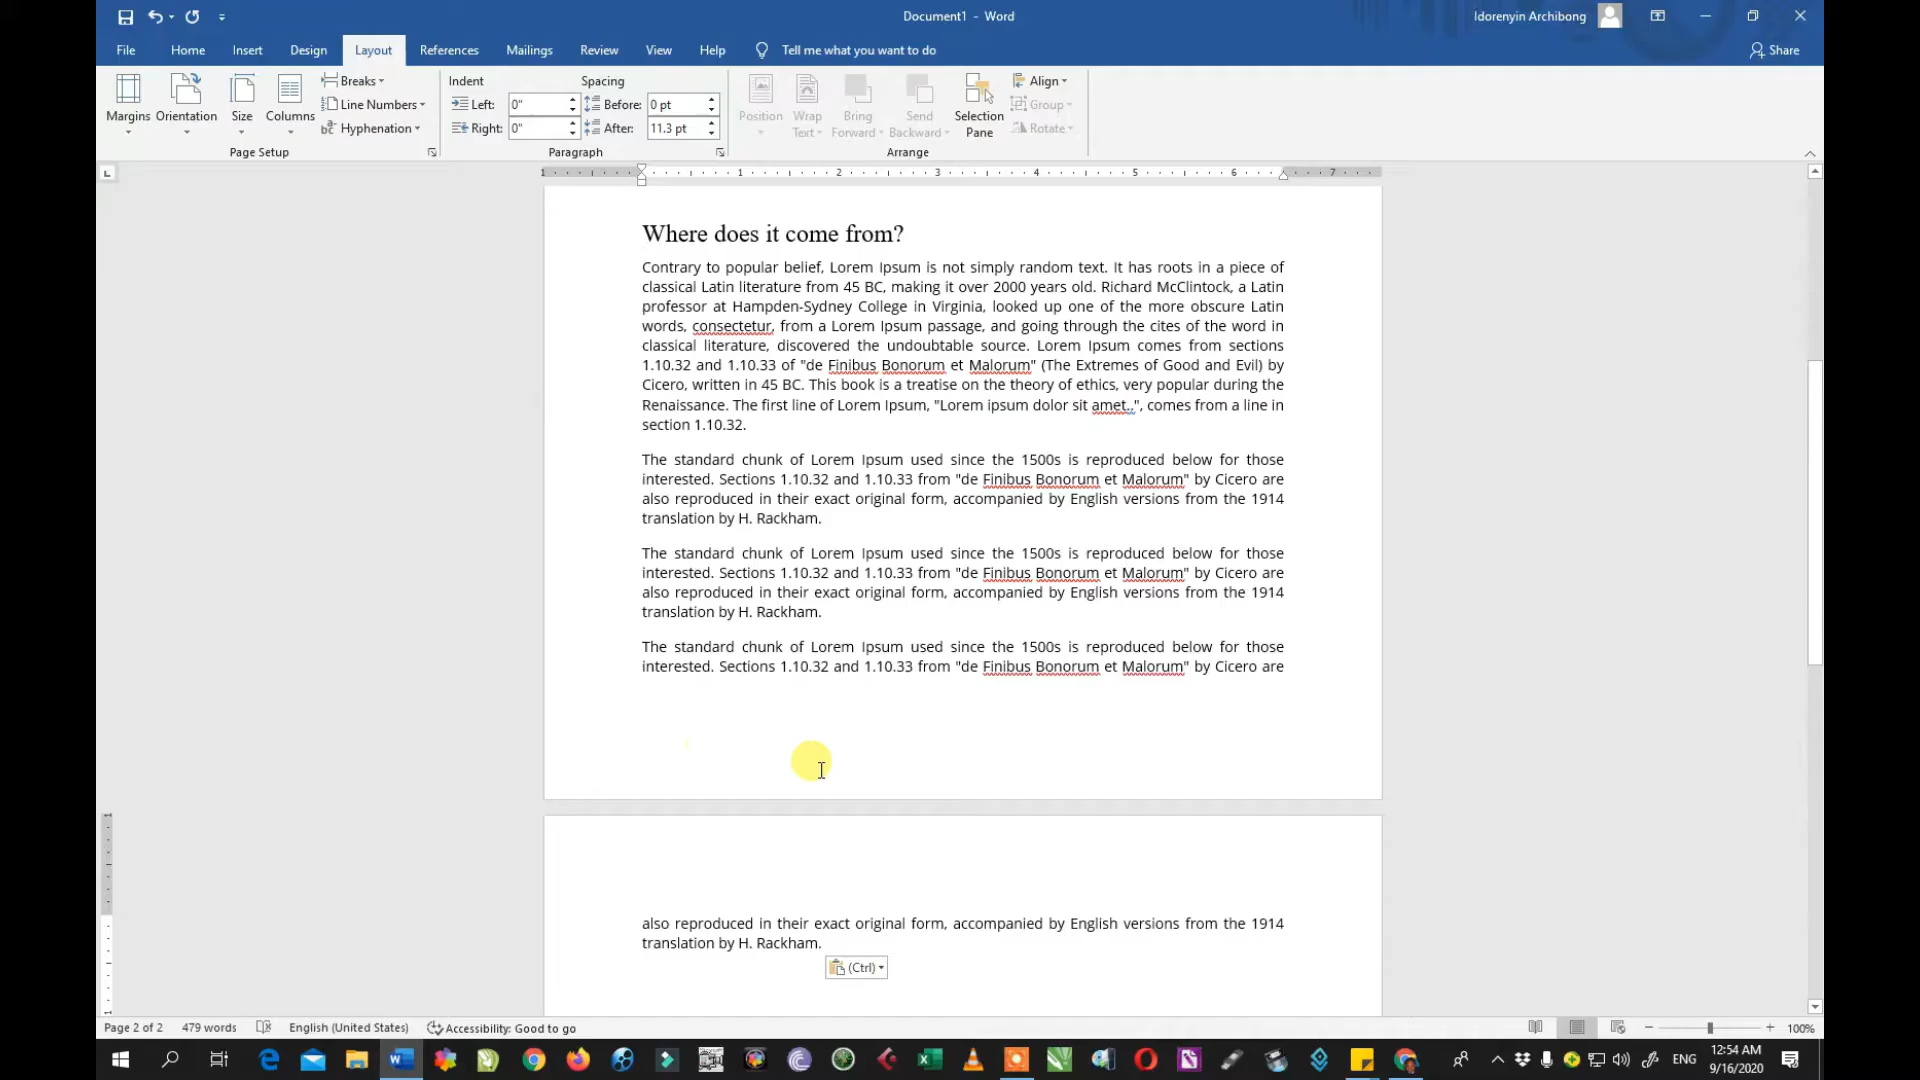 Document1 - Word
Idorenyin Archibong
File Home Insert Design Layout References Mailings Review View Help Tell me what you want to do Share
Margins Orientation Size Columns Breaks Line Numbers Hyphenation
Page Setup
Indent Spacing
Left: 0" Before: 0 pt
Right: 0" After: 11.3 pt
Paragraph
Position Wrap Text Bring Forward Send Backward Selection Pane Align Group Rotate
Arrange
1 1 2 3 4 5 6 7
Where does it come from?
Contrary to popular belief, Lorem Ipsum is not simply random text. It has roots in a piece of
classical Latin literature from 45 BC, making it over 2000 years old. Richard McClintock, a Latin
professor at Hampden-Sydney College in Virginia, looked up one of the more obscure Latin
words, consectetur, from a Lorem Ipsum passage, and going through the cites of the word in
classical literature, discovered the undoubtable source. Lorem Ipsum comes from sections
1.10.32 and 1.10.33 of "de Finibus Bonorum et Malorum" (The Extremes of Good and Evil) by
Cicero, written in 45 BC. This book is a treatise on the theory of ethics, very popular during the
Renaissance. The first line of Lorem Ipsum, "Lorem ipsum dolor sit amet..", comes from a line in
section 1.10.32.
The standard chunk of Lorem Ipsum used since the 1500s is reproduced below for those
interested. Sections 1.10.32 and 1.10.33 from "de Finibus Bonorum et Malorum" by Cicero are
also reproduced in their exact original form, accompanied by English versions from the 1914
translation by H. Rackham.
The standard chunk of Lorem Ipsum used since the 1500s is reproduced below for those
interested. Sections 1.10.32 and 1.10.33 from "de Finibus Bonorum et Malorum" by Cicero are
also reproduced in their exact original form, accompanied by English versions from the 1914
translation by H. Rackham.
The standard chunk of Lorem Ipsum used since the 1500s is reproduced below for those
interested. Sections 1.10.32 and 1.10.33 from "de Finibus Bonorum et Malorum" by Cicero are
also reproduced in their exact original form, accompanied by English versions from the 1914
translation by H. Rackham.
(Ctrl)
Page 2 of 2 479 words English (United States) Accessibility: Good to go 100%
ENG
12:54 AM
9/16/2020